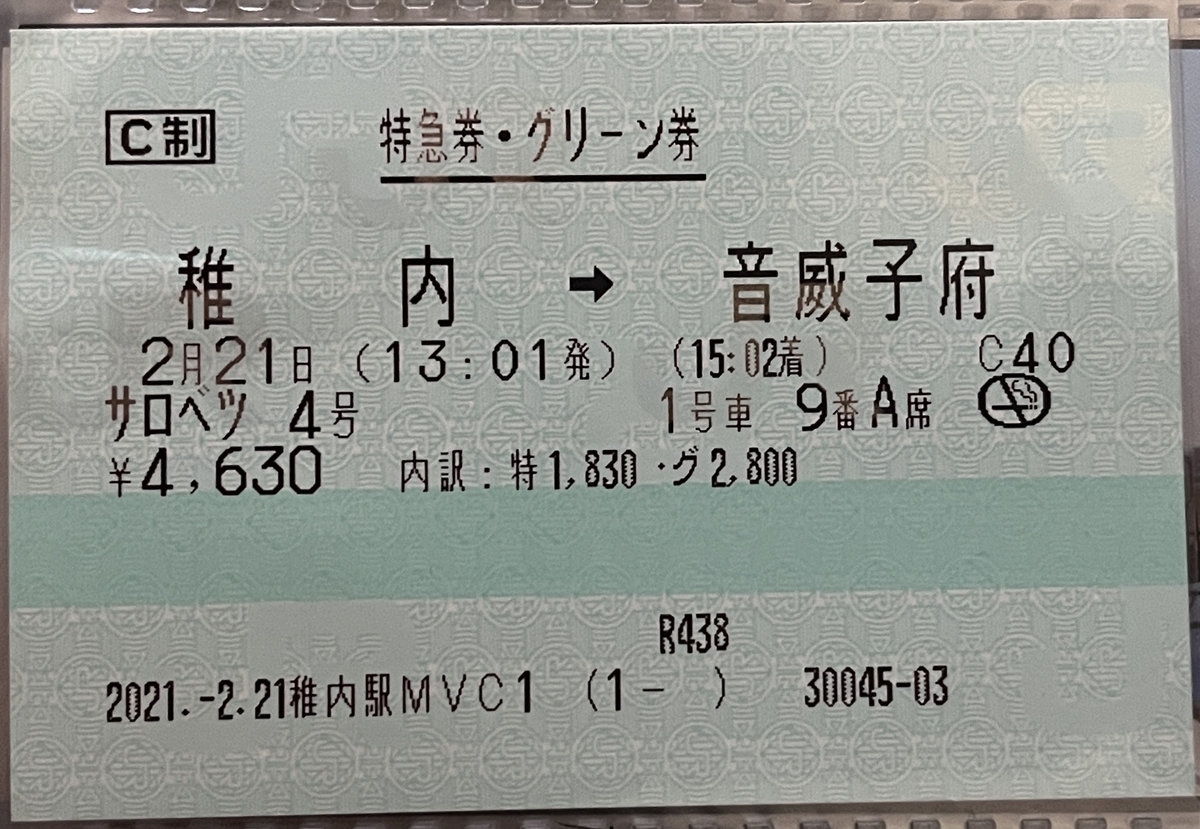 C制 特急券・グリーン券
稚内 ➡ 音威子府
2月21日 (13:01発) (15:02着) C40
サロベツ 4号 1号車 9番A席
¥4,630 内訳:特1,830・グ2,800
R438
2021.-2.21稚内駅MVC1 (1- ) 30045-03